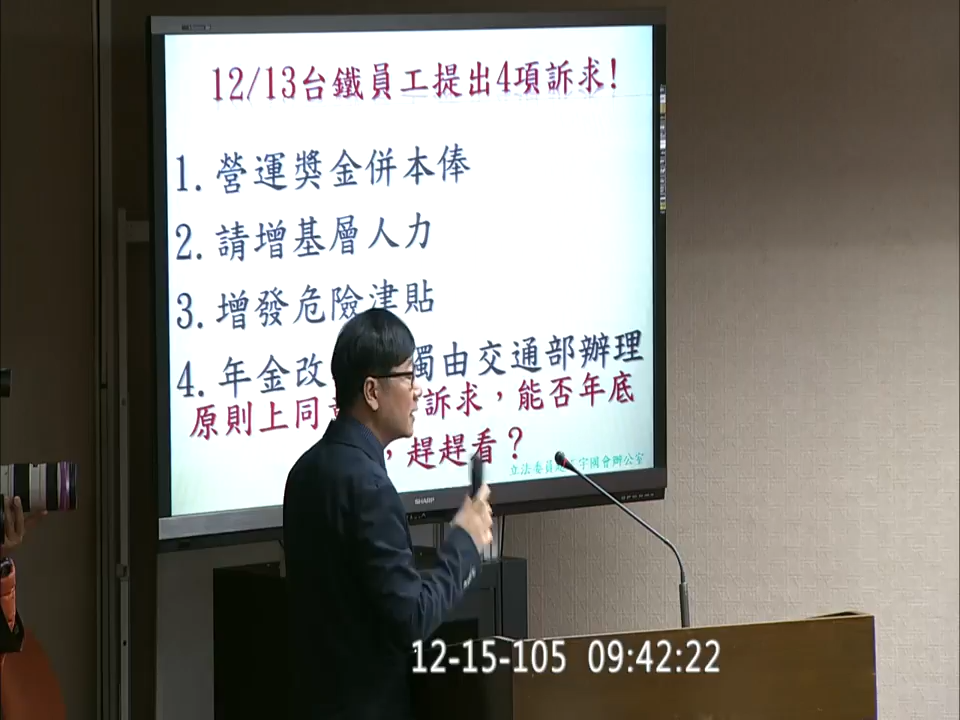 12/13台鐵員工提出4項訴求!
1.營運獎金併本俸
2.請增基層人力
3.增發危險津貼
4.年金改 獨由交通部辦理
原則上同 訴求,能否年底
,趕趕看?
立法委員 宇國會辦公室
SHARP
12-15-105 09:42:22